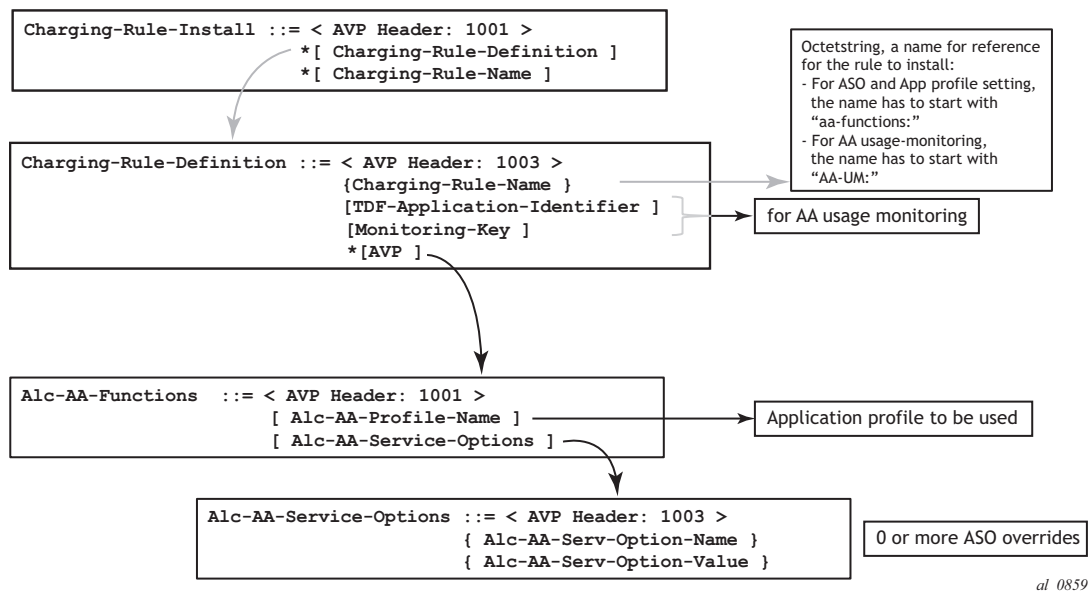 Charging-Rule-Install ::= < AVP Header: 1001 >
*[ Charging-Rule-Definition ]
*[ Charging-Rule-Name ]
Octetstring, a name for reference
for the rule to install:
- For ASO and App profile setting,
the name has to start with
“aa-functions:”
- For AA usage-monitoring,
the name has to start with
“AA-UM:”
Charging-Rule-Definition ::= < AVP Header: 1003 >
{Charging-Rule-Name }
[TDF-Application-Identifier ]
[Monitoring-Key ]
*[AVP ]
for AA usage monitoring
Alc-AA-Functions ::= < AVP Header: 1001 >
[ Alc-AA-Profile-Name ]
[ Alc-AA-Service-Options ]
Application profile to be used
Alc-AA-Service-Options ::= < AVP Header: 1003 >
{ Alc-AA-Serv-Option-Name }
{ Alc-AA-Serv-Option-Value }
0 or more ASO overrides
al_0859